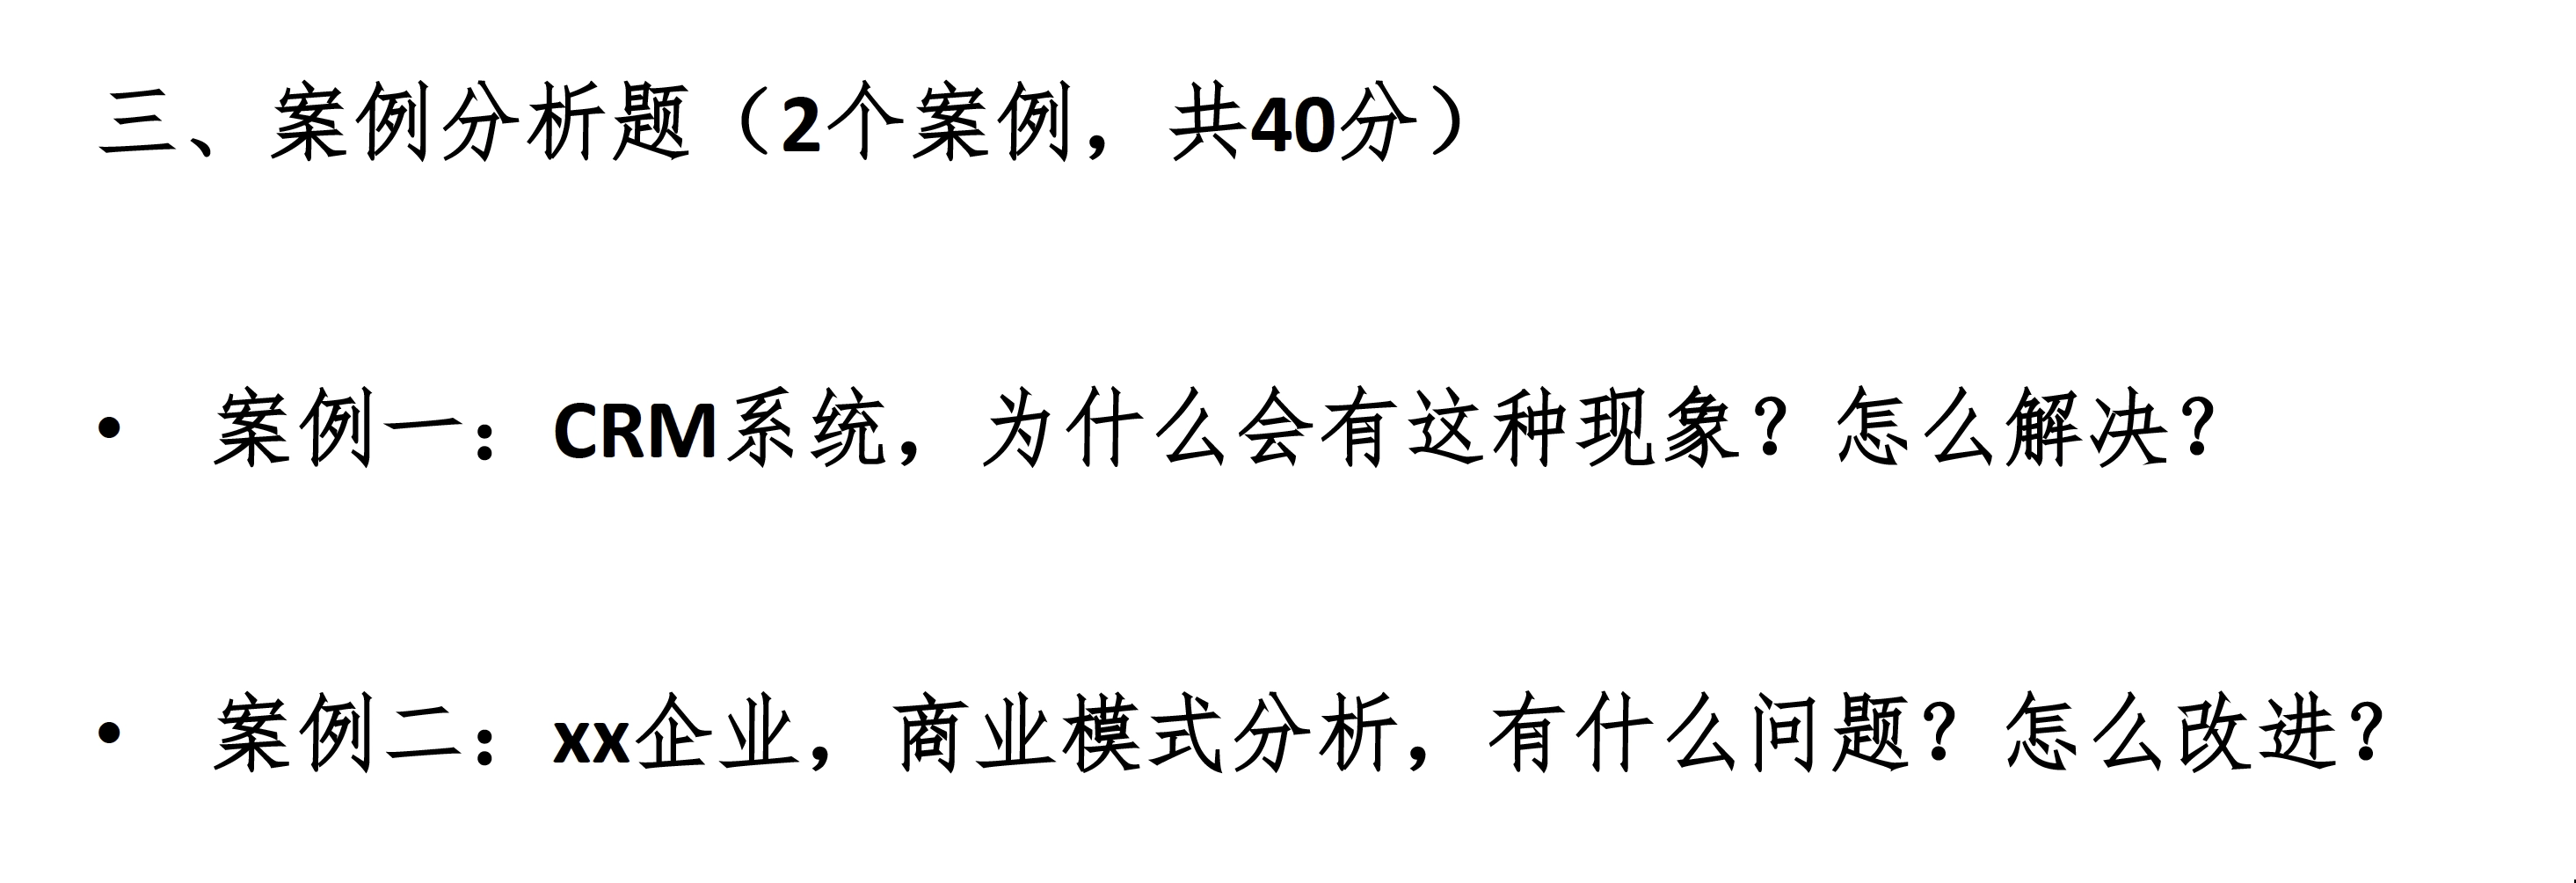 三、案例分析题（2个案例，共40分）
• 案例一：CRM系统，为什么会有这种现象？怎么解决？
• 案例二：xx企业，商业模式分析，有什么问题？怎么改进？